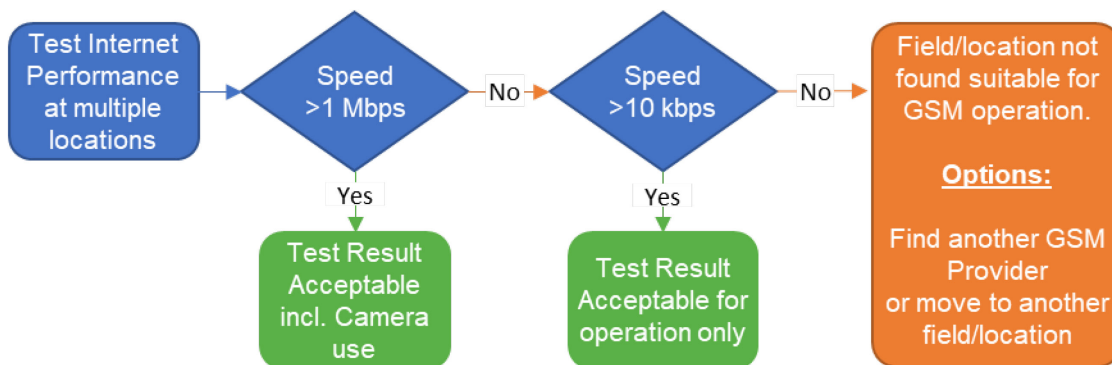 Test Internet
Performance
at multiple
locations
Speed
>1 Mbps
No
Speed
>10 kbps
No
Field/location not
found suitable for
GSM operation.
Options:
Find another GSM
Provider
or move to another
field/location
Yes
Test Result
Acceptable
incl. Camera
use
Yes
Test Result
Acceptable for
operation only